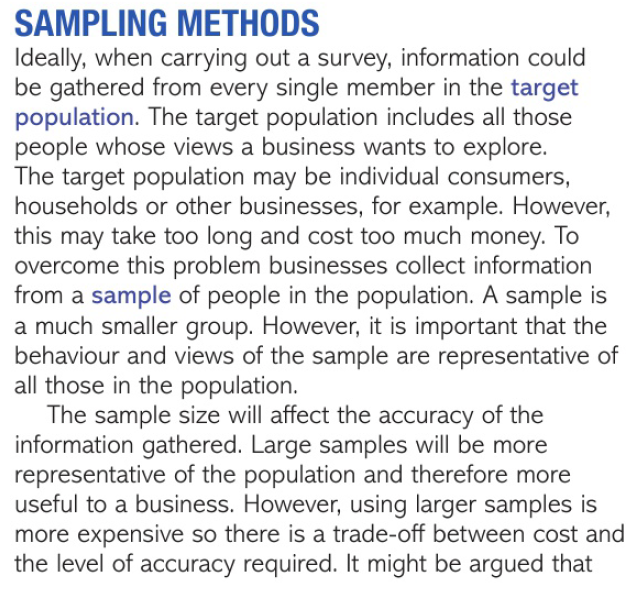 SAMPLING METHODS
Ideally, when carrying out a survey, information could
be gathered from every single member in the target
population. The target population includes all those
people whose views a business wants to explore.
The target population may be individual consumers,
households or other businesses, for example. However,
this may take too long and cost too much money. To
overcome this problem businesses collect information
from a sample of people in the population. A sample is
a much smaller group. However, it is important that the
behaviour and views of the sample are representative of
all those in the population.
The sample size will affect the accuracy of the
information gathered. Large samples will be more
representative of the population and therefore more
useful to a business. However, using larger samples is
more expensive so there is a trade-off between cost and
the level of accuracy required. It might be argued that